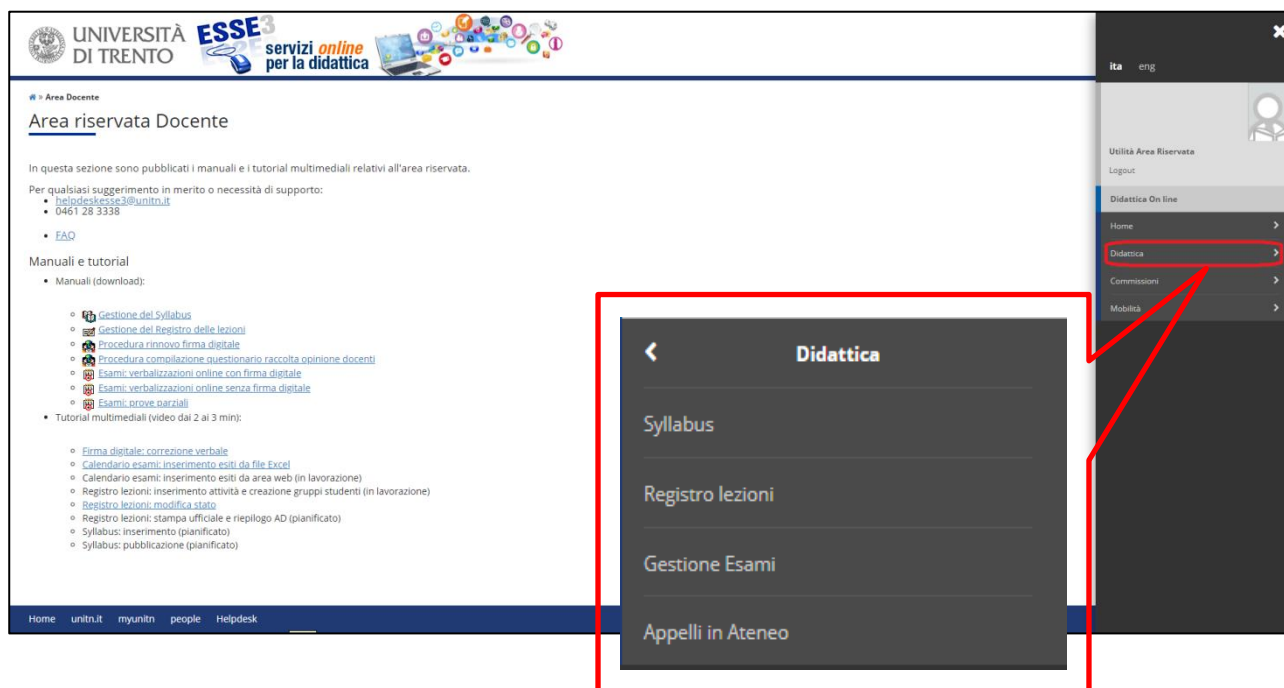 UNIVERSITÀ
DI TRENTO
ESSE3
servizi online
per la didattica
» Area Docente
Area riservata Docente
In questa sezione sono pubblicati i manuali e i tutorial multimediali relativi all'area riservata.
Per qualsiasi suggerimento in merito o necessità di supporto:
• helpdeskesse3@unitn.it
• 0461 28 3338
• FAQ
Manuali e tutorial
• Manuali (download):
Gestione del Syllabus
Gestione del Registro delle lezioni
Procedura rinnovo firma digitale
Procedura compilazione questionario raccolta opinione docenti
Esami: verbalizzazioni online con firma digitale
Esami: verbalizzazioni online senza firma digitale
Esami: prove parziali
• Tutorial multimediali (video dai 2 ai 3 min):
Firma digitale: correzione verbale
Calendario esami: inserimento esiti da file Excel
Calendario esami: inserimento esiti da area web (in lavorazione)
Registro lezioni: inserimento attività e creazione gruppi studenti (in lavorazione)
Registro lezioni: modifica stato
Registro lezioni: stampa ufficiale e riepilogo AD (pianificato)
Syllabus: inserimento (pianificato)
Syllabus: pubblicazione (pianificato)
Home unitn.it myunitn people Helpdesk
ita eng
Utilità Area Riservata
Logout
Didattica On line
Home
Didattica
Commissioni
Mobilità
Didattica
Syllabus
Registro lezioni
Gestione Esami
Appelli in Ateneo